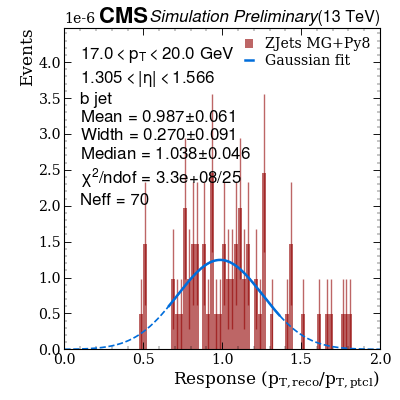 1e-6 CMS Simulation Preliminary (13 TeV)
Events
17.0 < pT < 20.0 GeV
1.305 < |η| < 1.566
b jet
Mean = 0.987±0.061
Width = 0.270±0.091
Median = 1.038±0.046
χ²/ndof = 3.3e+08/25
Neff = 70
ZJets MG+Py8
Gaussian fit
4.0
3.5
3.0
2.5
2.0
1.5
1.0
0.5
0.0
0.0 0.5 1.0 1.5 2.0
Response (pT,reco/pT,ptcl)